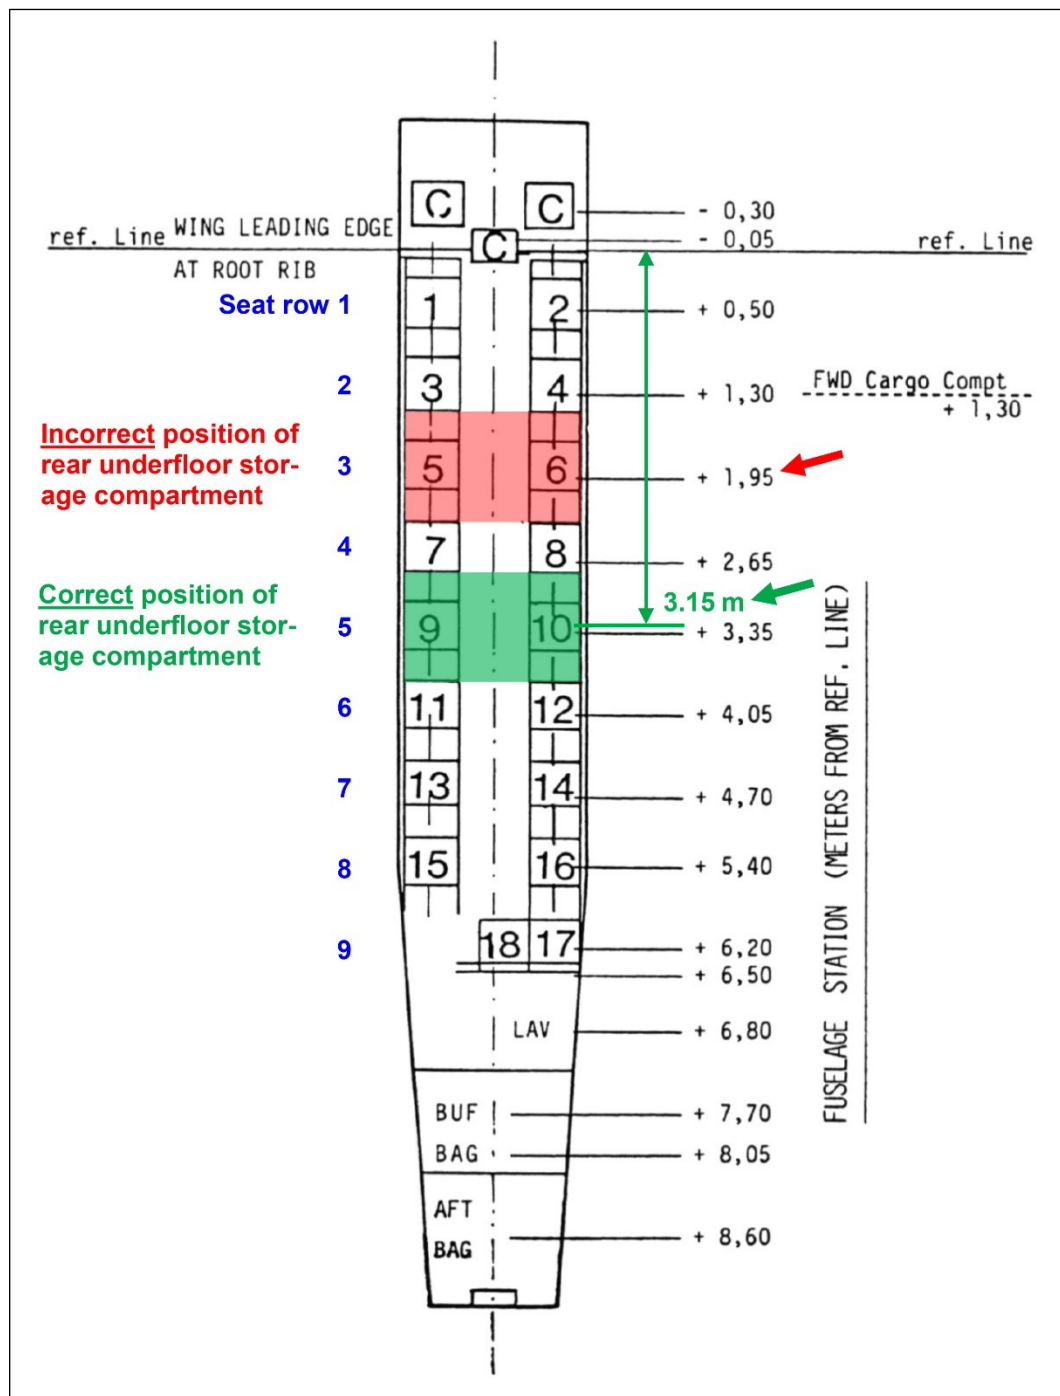 C
C
- 0,30
C
- 0,05
ref. Line
WING LEADING EDGE
ref. Line
AT ROOT RIB
Seat row 1
1
2
+ 0,50
2
3
4
+ 1,30
FWD Cargo Compt
+ 1,30
Incorrect position of
rear underfloor stor-
age compartment
3
5
6
+ 1,95
4
7
8
+ 2,65
Correct position of
rear underfloor stor-
age compartment
3.15 m
5
9
10
+ 3,35
6
11
12
+ 4,05
7
13
14
+ 4,70
8
15
16
+ 5,40
9
18
17
+ 6,20
+ 6,50
LAV
+ 6,80
BUF
+ 7,70
BAG
+ 8,05
AFT
BAG
+ 8,60
FUSELAGE STATION (METERS FROM REF. LINE)